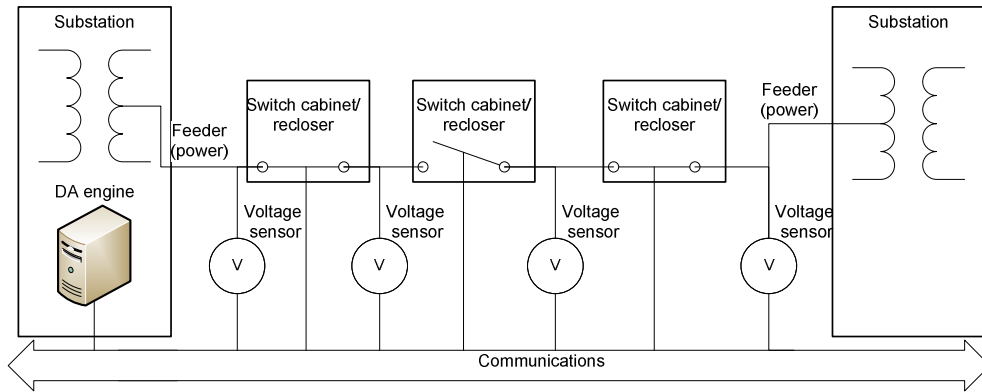 Substation
Substation
Switch cabinet/
recloser
Switch cabinet/
recloser
Switch cabinet/
recloser
Feeder
(power)
Feeder
(power)
DA engine
Voltage
sensor
Voltage
sensor
Voltage
sensor
Voltage
sensor
V
V
V
V
Communications